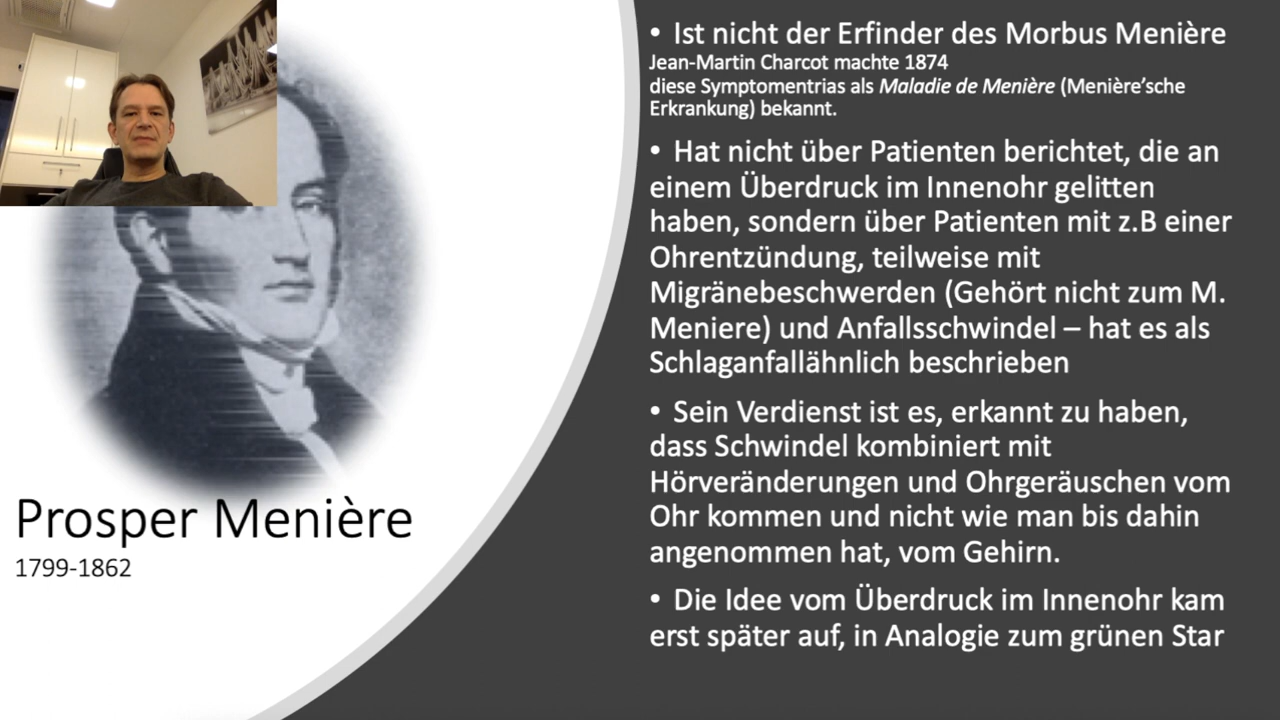 • Ist nicht der Erfinder des Morbus Menière
Jean-Martin Charcot machte 1874
diese Symptomentrias als Maladie de Menière (Menière’sche
Erkrankung) bekannt.
• Hat nicht über Patienten berichtet, die an
einem Überdruck im Innenohr gelitten
haben, sondern über Patienten mit z.B einer
Ohrentzündung, teilweise mit
Migränebeschwerden (Gehört nicht zum M.
Meniere) und Anfallsschwindel – hat es als
Schlaganfallähnlich beschrieben
• Sein Verdienst ist es, erkannt zu haben,
dass Schwindel kombiniert mit
Hörveränderungen und Ohrgeräuschen vom
Ohr kommen und nicht wie man bis dahin
angenommen hat, vom Gehirn.
• Die Idee vom Überdruck im Innenohr kam
erst später auf, in Analogie zum grünen Star
Prosper Menière
1799-1862